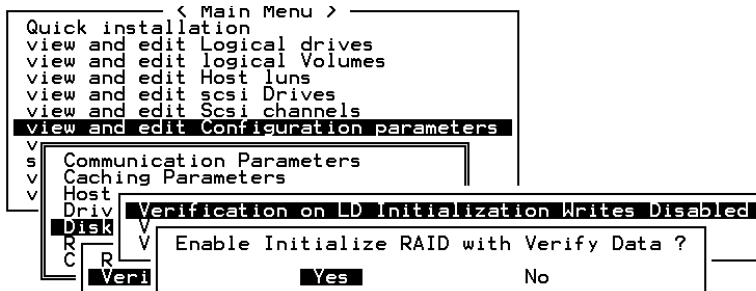 < Main Menu >
Quick installation
view and edit Logical drives
view and edit logical Volumes
view and edit Host luns
view and edit scsi Drives
view and edit Scsi channels
view and edit Configuration parameters
v
s
v
v
Communication Parameters
Caching Parameters
Host
Driv
Disk
R
C
Verification on LD Initialization Writes Disabled
V
V
R
Veri
Enable Initialize RAID with Verify Data ?
Yes No